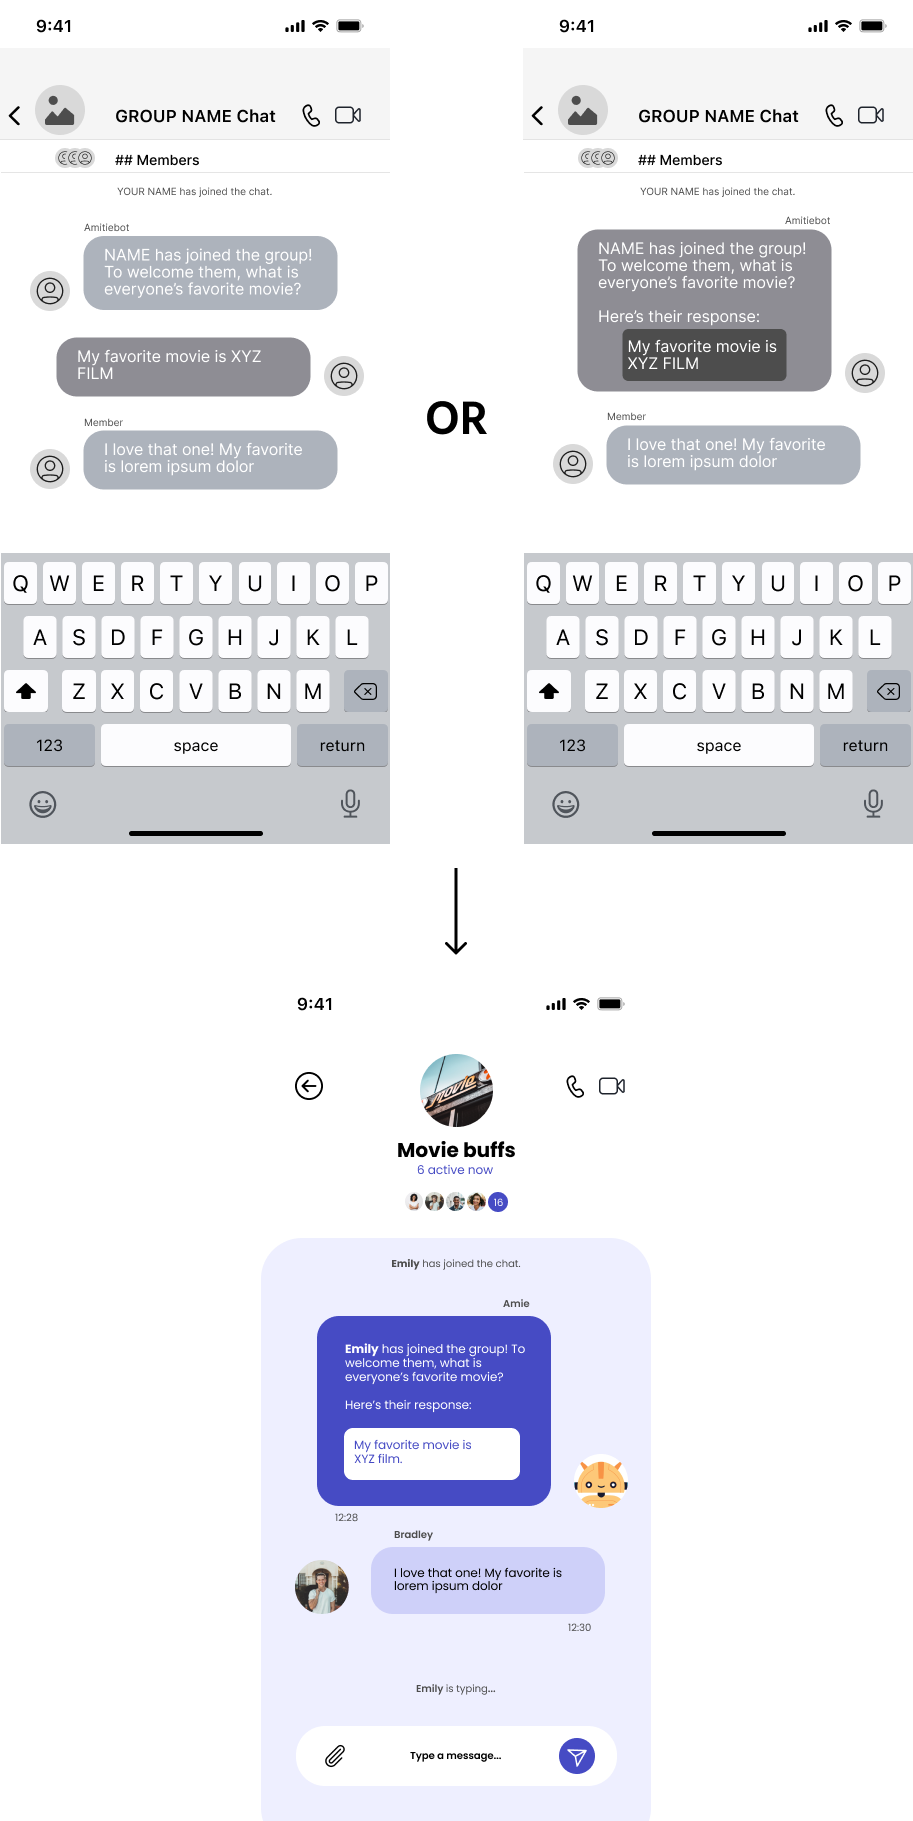 9:41
GROUP NAME Chat
## Members
YOUR NAME has joined the chat.
Amitiebot
NAME has joined the group!
To welcome them, what is
everyone's favorite movie?
My favorite movie is XYZ
FILM
Member
I love that one! My favorite
is lorem ipsum dolor
Q W E R T Y U I O P
A S D F G H J K L
Z X C V B N M
123 space return
OR
9:41
GROUP NAME Chat
## Members
YOUR NAME has joined the chat.
Amitiebot
NAME has joined the group!
To welcome them, what is
everyone's favorite movie?
Here's their response:
My favorite movie is
XYZ FILM
Member
I love that one! My favorite
is lorem ipsum dolor
Q W E R T Y U I O P
A S D F G H J K L
Z X C V B N M
123 space return
9:41
Movie
Movie buffs
6 active now
16
Emily has joined the chat.
Amie
Emily has joined the group! To
welcome them, what is
everyone's favorite movie?
Here's their response:
My favorite movie is
XYZ film.
12:28
Bradley
I love that one! My favorite is
lorem ipsum dolor
12:30
Emily is typing...
Type a message...